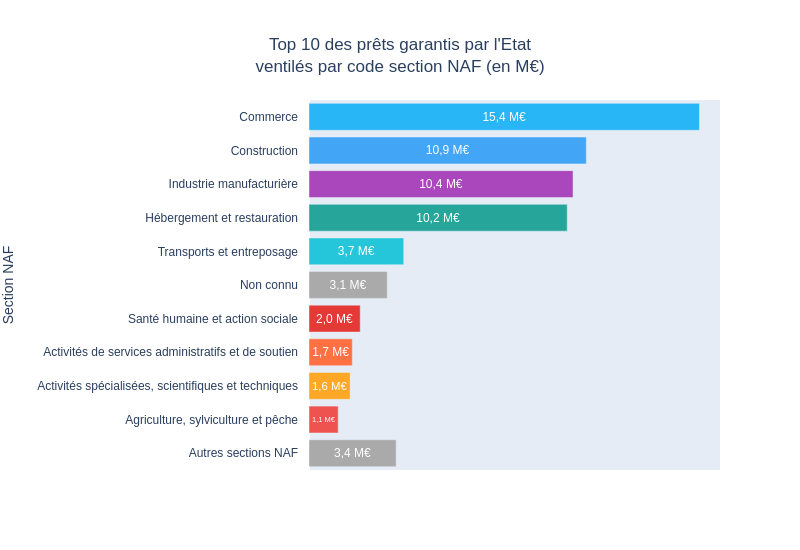 Top 10 des prêts garantis par l'Etat
ventilés par code section NAF (en M€)
Section NAF
Commerce 15,4 M€
Construction 10,9 M€
Industrie manufacturière 10,4 M€
Hébergement et restauration 10,2 M€
Transports et entreposage 3,7 M€
Non connu 3,1 M€
Santé humaine et action sociale 2,0 M€
Activités de services administratifs et de soutien 1,7 M€
Activités spécialisées, scientifiques et techniques 1,6 M€
Agriculture, sylviculture et pêche 1,1 M€
Autres sections NAF 3,4 M€